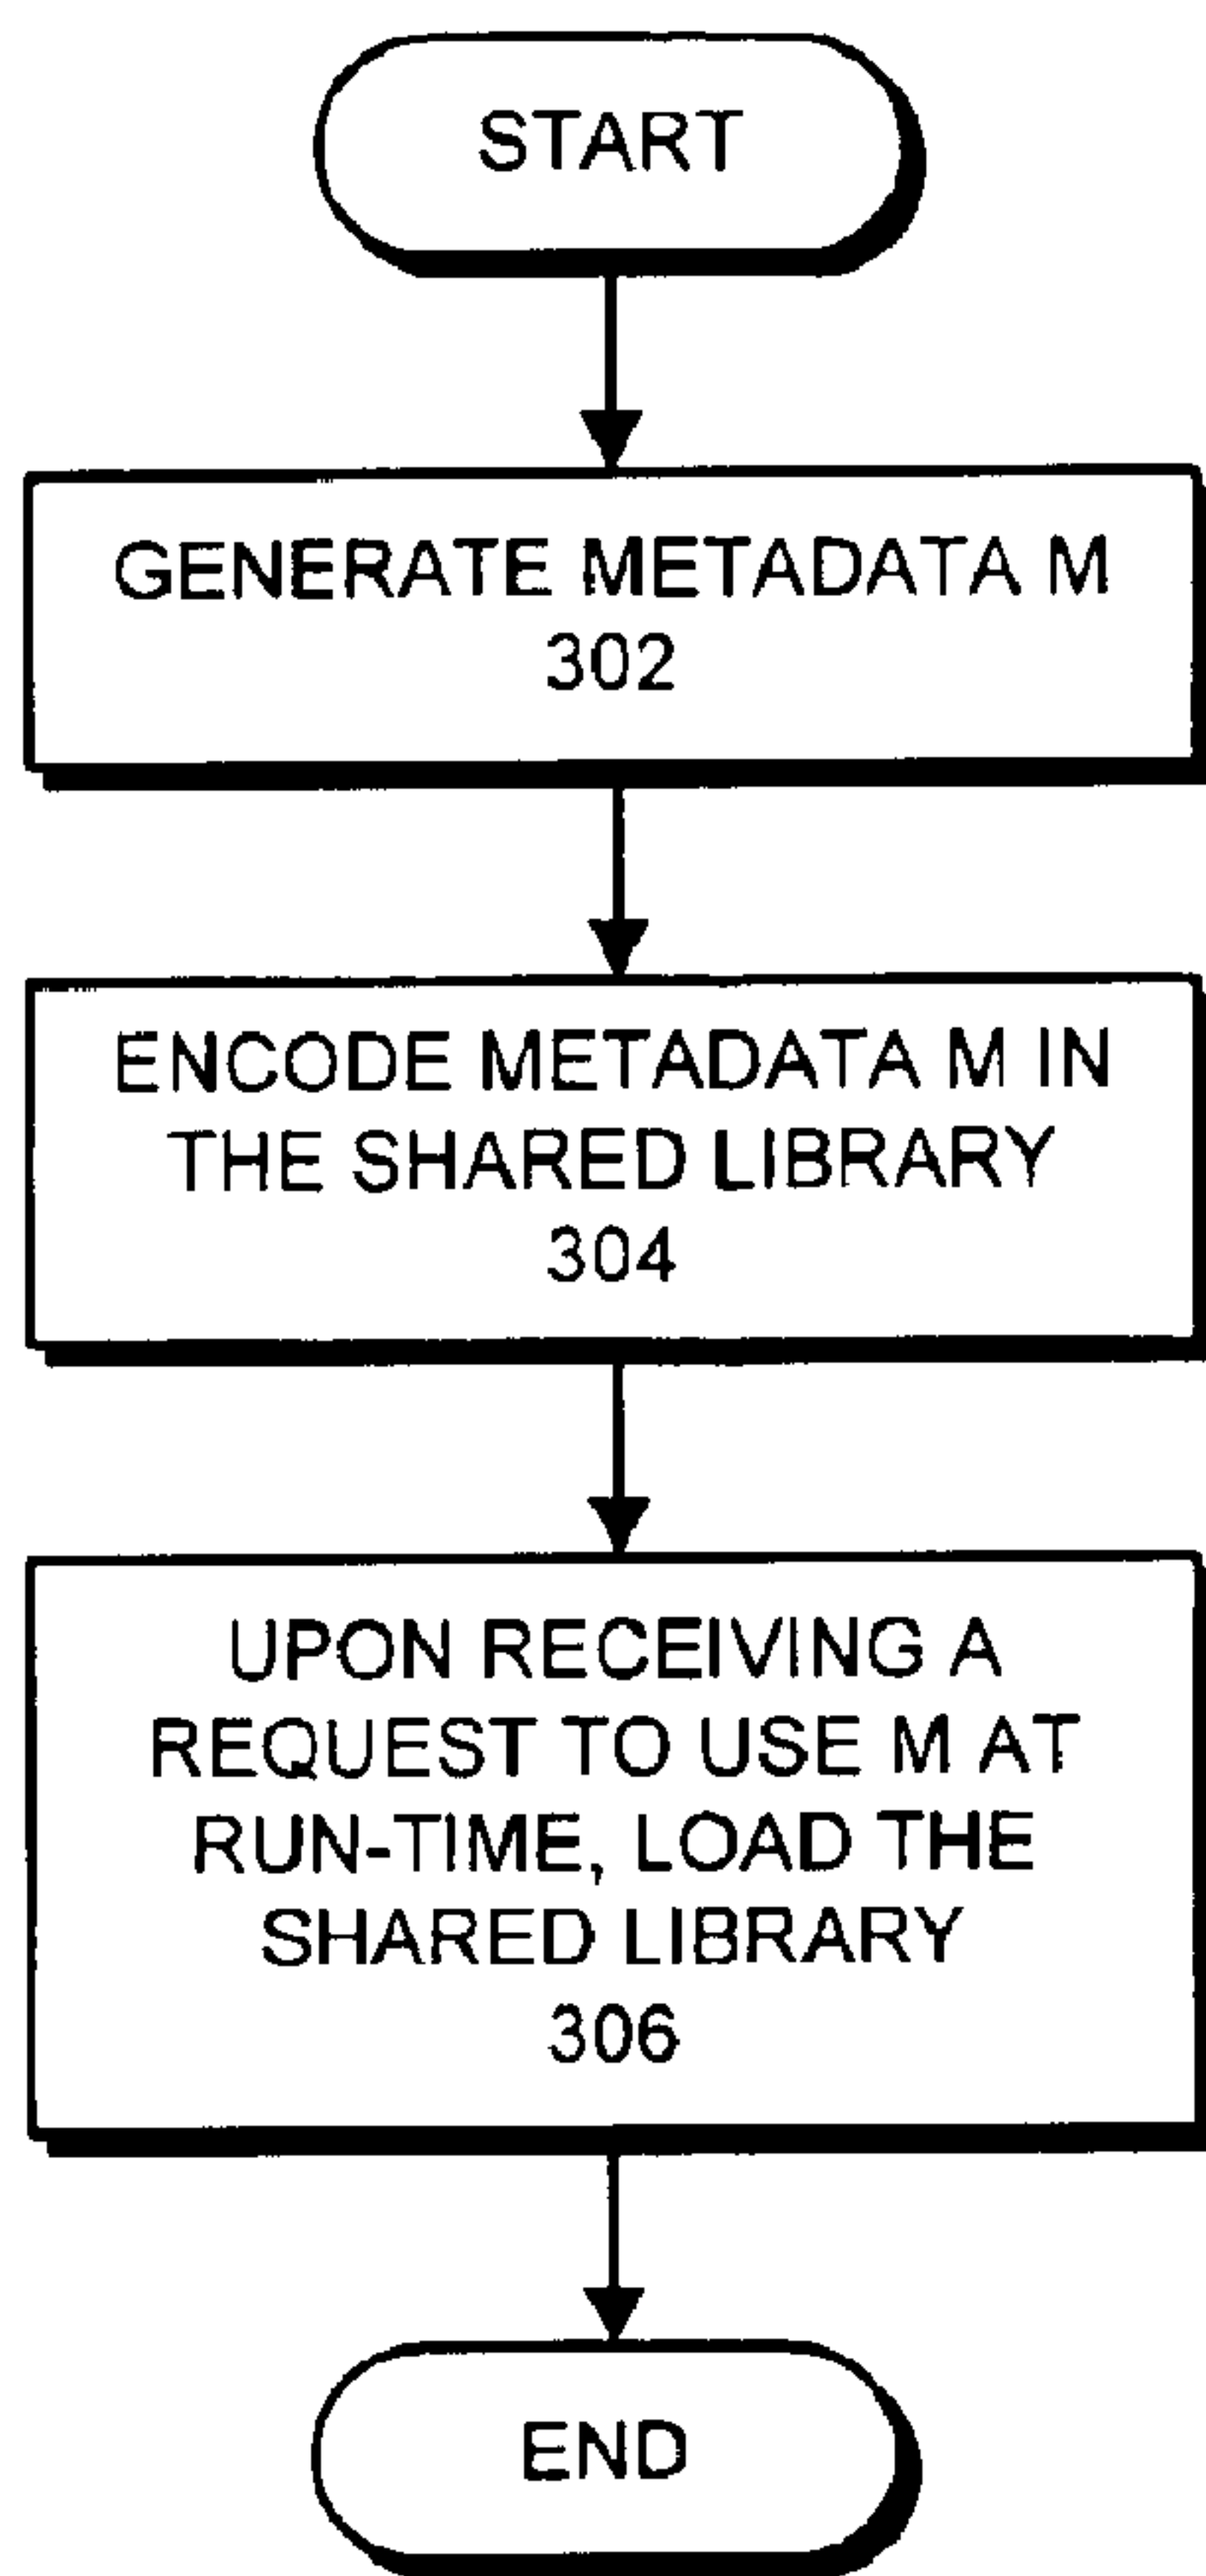 START
GENERATE METADATA M
302
ENCODE METADATA M IN
THE SHARED LIBRARY
304
UPON RECEIVING A
REQUEST TO USE M AT
RUN-TIME, LOAD THE
SHARED LIBRARY
306
END